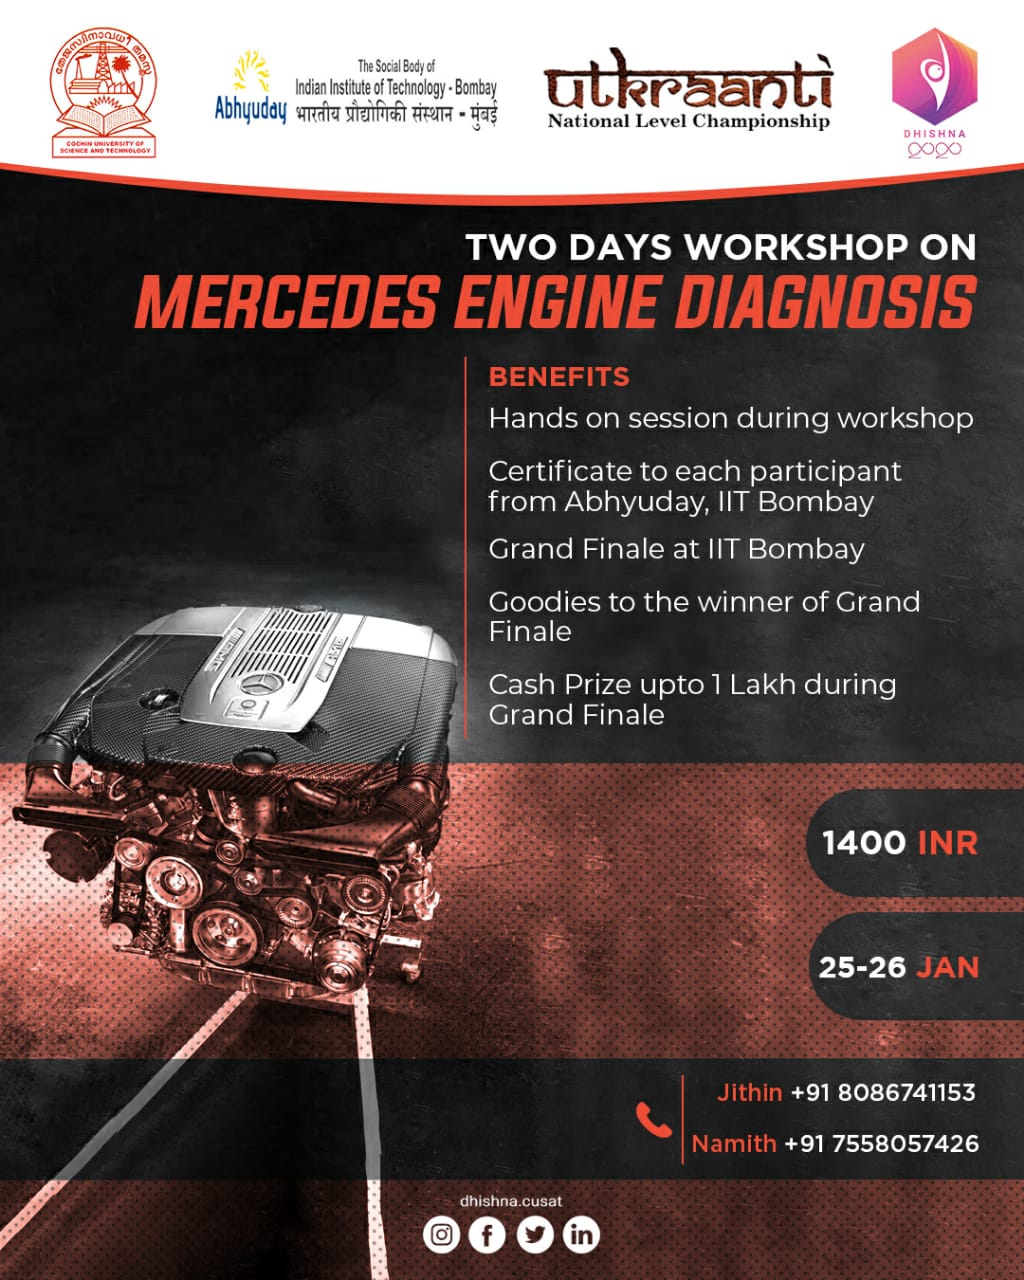 തേജസ്വിനാവധീതമസ്തു
COCHIN UNIVERSITY OF
SCIENCE AND TECHNOLOGY
Abhyuday
The Social Body of
Indian Institute of Technology - Bombay
भारतीय प्रौद्योगिकी संस्थान - मुंबई
utkraanti
National Level Championship
DHISHNA
TWO DAYS WORKSHOP ON
MERCEDES ENGINE DIAGNOSIS
BENEFITS
Hands on session during workshop
Certificate to each participant
from Abhyuday, IIT Bombay
Grand Finale at IIT Bombay
Goodies to the winner of Grand
Finale
Cash Prize upto 1 Lakh during
Grand Finale
AMG
1400 INR
25-26 JAN
Jithin +91 8086741153
Namith +91 7558057426
dhishna.cusat